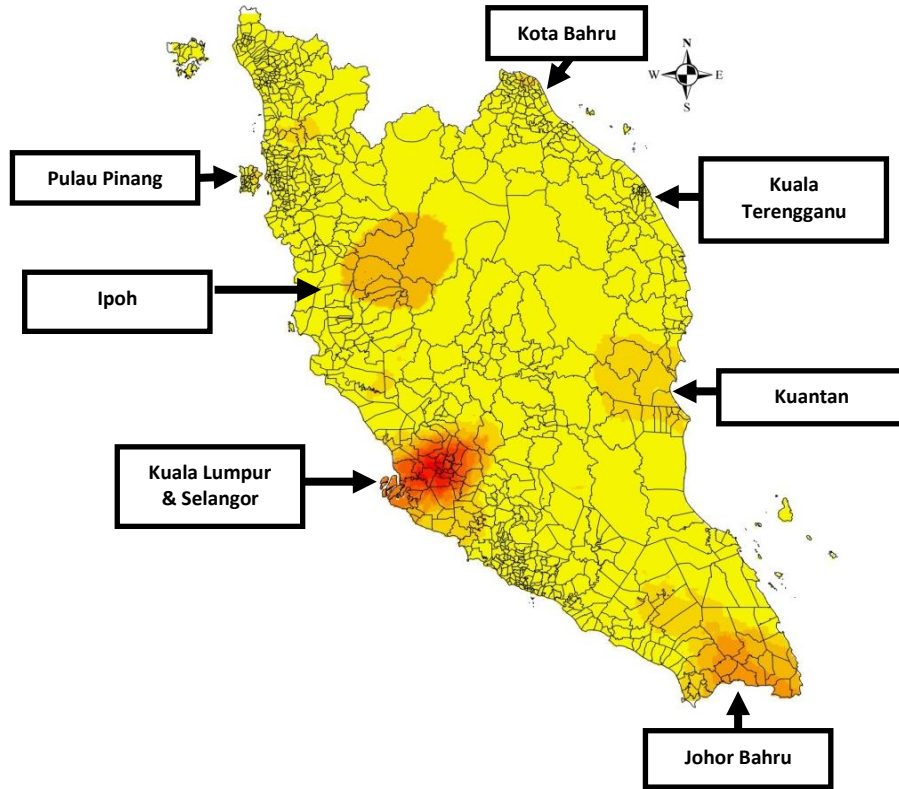 Kota Bahru
N
W E
S
Pulau Pinang
Kuala
Terengganu
Ipoh
Kuantan
Kuala Lumpur
& Selangor
Johor Bahru